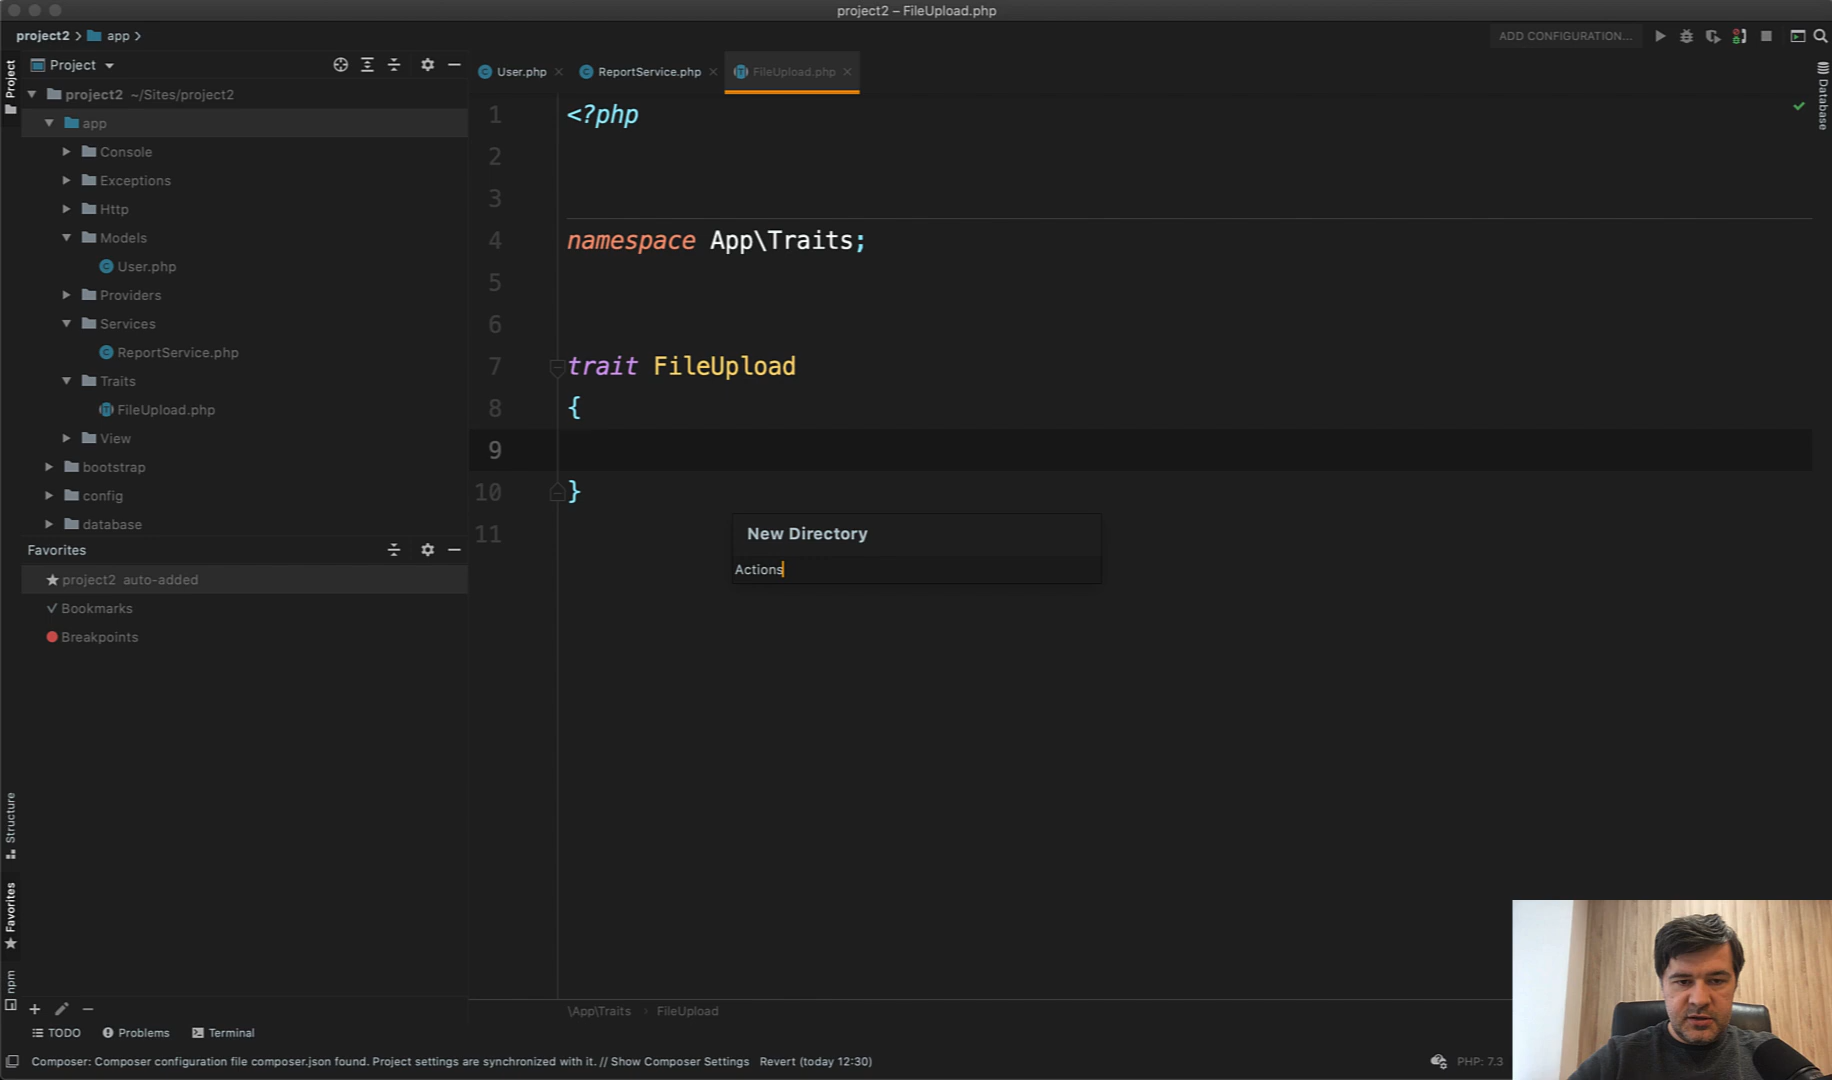 project2 – FileUpload.php
project2 app
ADD CONFIGURATION...
Project
Project
User.php
ReportService.php
FileUpload.php
Database
project2 ~/Sites/project2
app
Console
Exceptions
Http
Models
User.php
Providers
Services
ReportService.php
Traits
FileUpload.php
View
bootstrap
config
database
1 <?php
2
3
4 namespace App\Traits;
5
6
7 trait FileUpload
8 {
9
10 }
11
New Directory
Actions
Favorites
project2 auto-added
Bookmarks
Breakpoints
Structure
Favorites
npm
\App\Traits FileUpload
TODO
Problems
Terminal
Composer: Composer configuration file composer.json found. Project settings are synchronized with it. // Show Composer Settings Revert (today 12:30)
PHP: 7.3